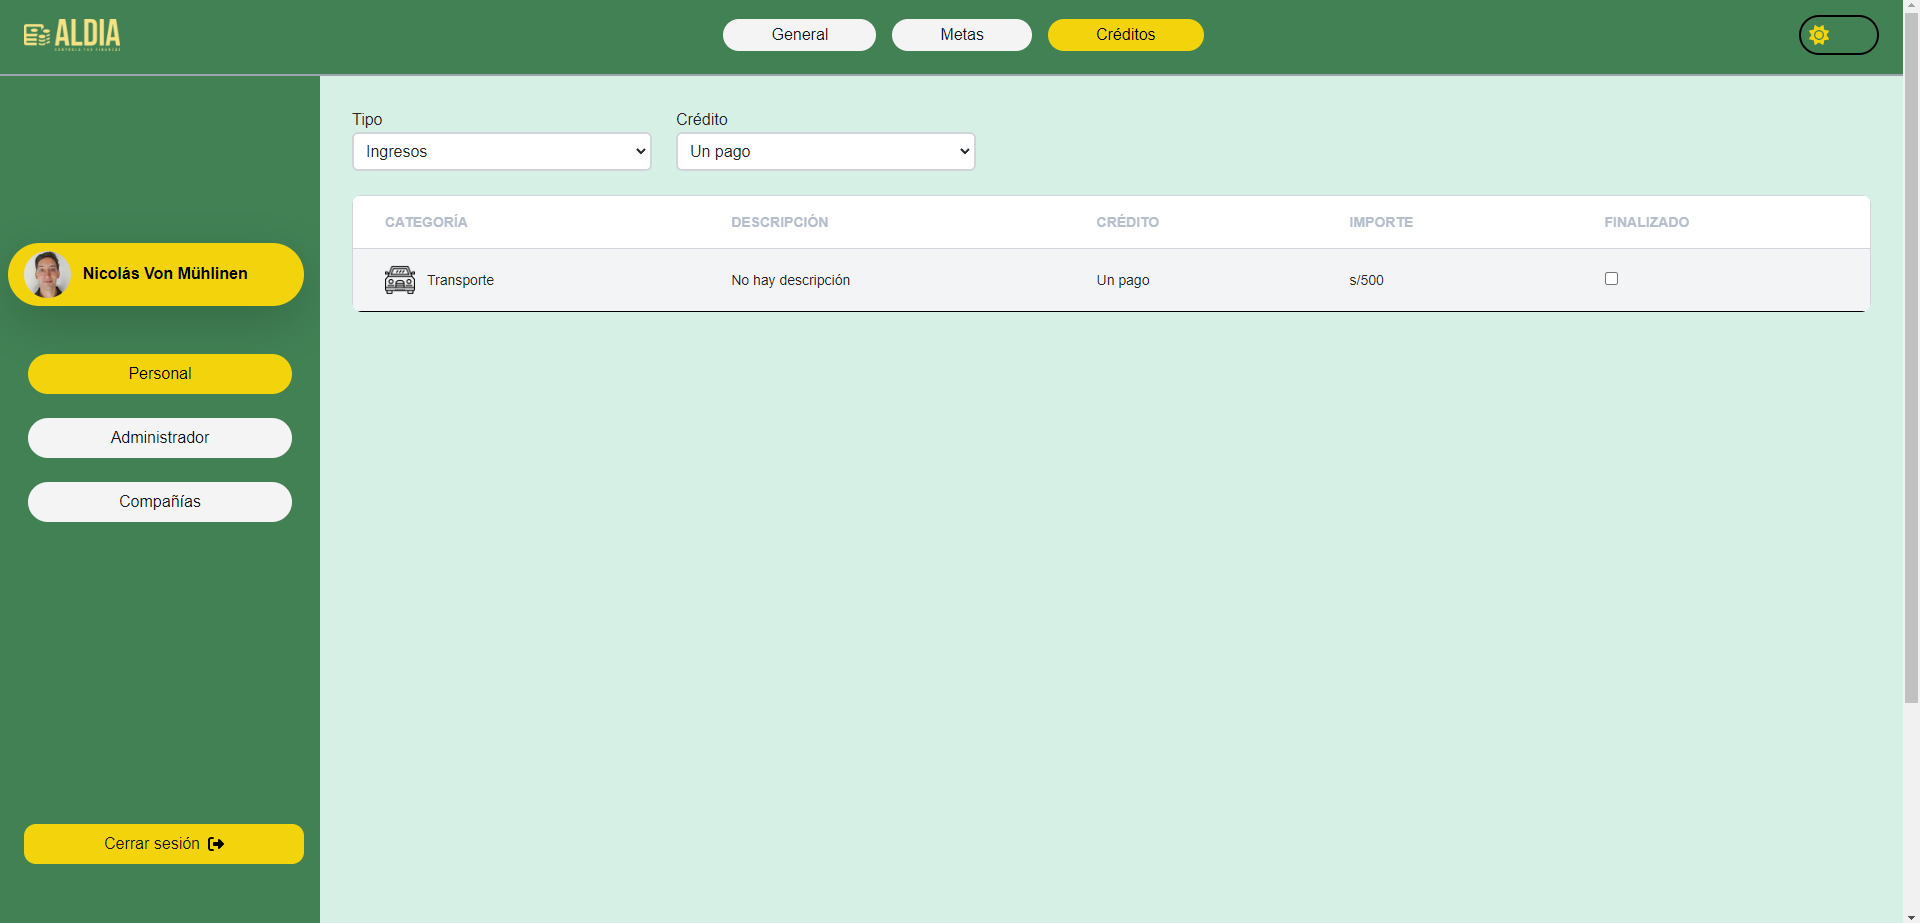 ALDIA
General
Metas
Créditos
Tipo
Crédito
Ingresos
Un pago
CATEGORÍA DESCRIPCIÓN CRÉDITO IMPORTE FINALIZADO
Transporte No hay descripción Un pago s/500
Nicolás Von Mühlinen
Personal
Administrador
Compañías
Cerrar sesión